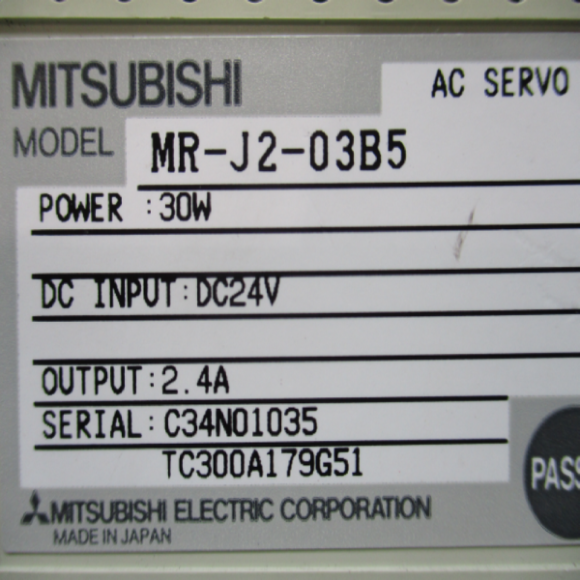 MITSUBISHI
AC SERVO
MODEL MR-J2-03B5
POWER :30W
DC INPUT:DC24V
OUTPUT:2.4A
SERIAL: C34N01035
TC300A179G51
PASS
MITSUBISHI ELECTRIC CORPORATION
MADE IN JAPAN